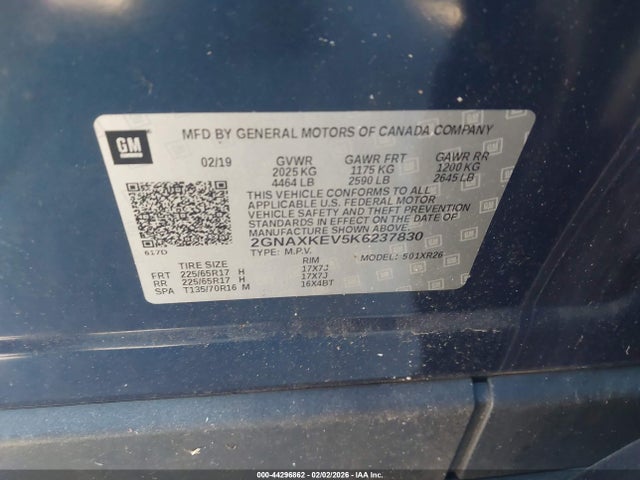 GM
MFD BY GENERAL MOTORS OF CANADA COMPANY
02/19 GVWR GAWR FRT GAWR RR
2025 KG 1175 KG 1200 KG
4464 LB 2590 LB 2645 LB
THIS VEHICLE CONFORMS TO ALL
APPLICABLE U.S. FEDERAL MOTOR
VEHICLE SAFETY AND THEFT PREVENTION
STANDARDS IN EFFECT ON THE DATE OF
MANUFACTURE SHOWN ABOVE.
2GNAXKEV5K6237830
617D
TYPE: M.P.V. MODEL: 501XR26
TIRE SIZE RIM
FRT 225/65R17 H 17X7J
RR 225/65R17 H 17X7J
SPA T135/70R16 M 16X4BT
000-44296862 - 02/02/2026 - IAAI.com